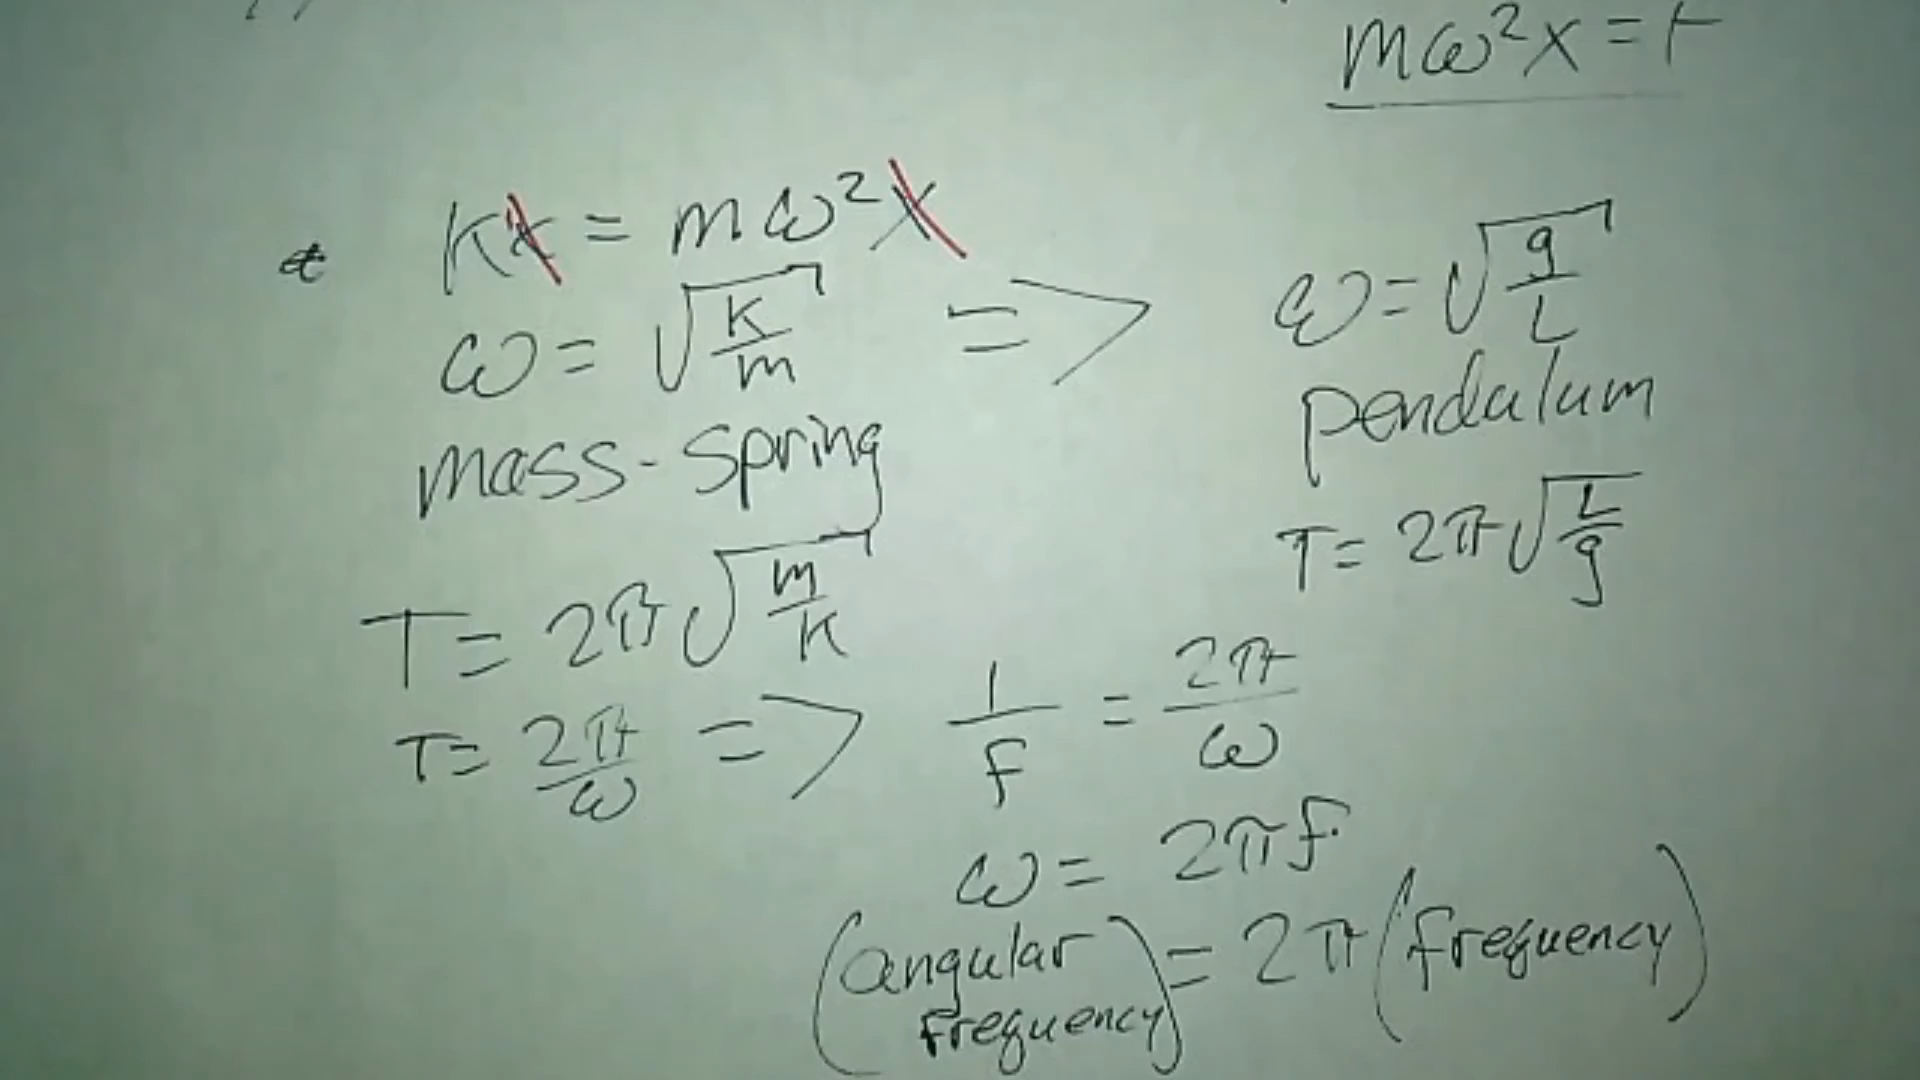 mω²x = F
kx = mω²x
ω = √(k/m) => ω = √(g/L)
mass-spring
pendulum
T = 2π√(m/k)
T = 2π√(L/g)
T = 2π/ω => 1/f = 2π/ω
ω = 2πf
(angular frequency) = 2π(frequency)